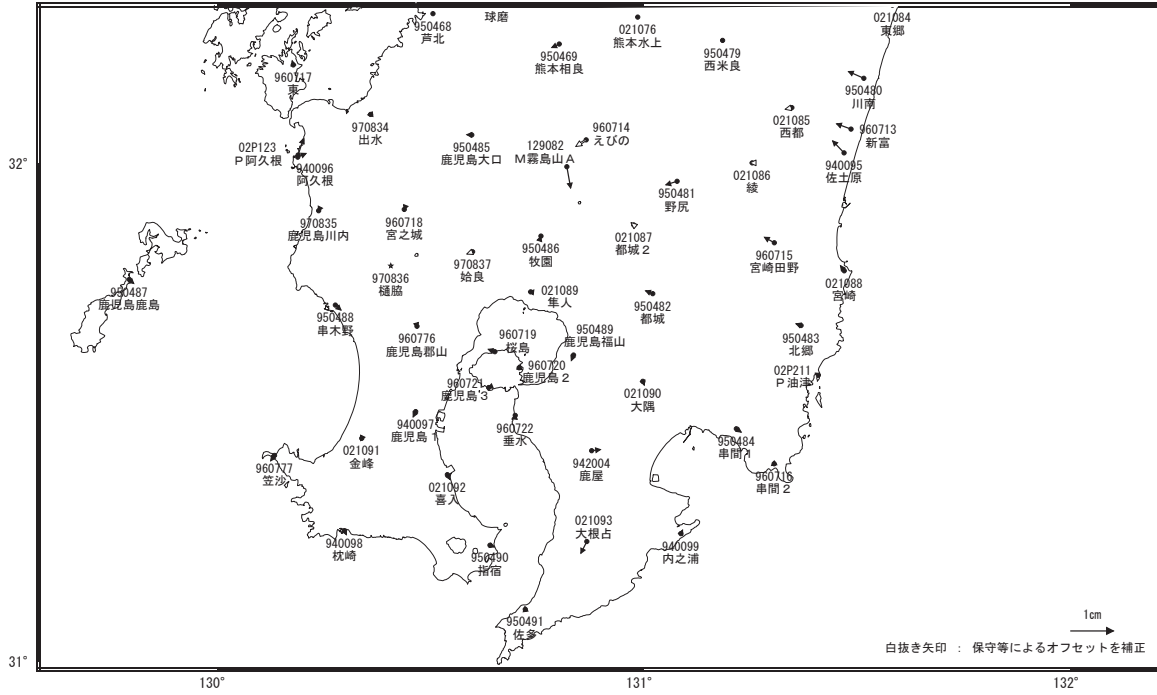 950468
芦北
球磨
021076
熊本水上
021084
東郷
950469
熊本相良
950479
西米良
960717
東
950480
川南
021085
西都
970834
出水
960714
えびの
960713
新富
02P123
P阿久根
950485
鹿児島大口
129082
M霧島山A
32°
940096
阿久根
940095
佐土原
021086
綾
950481
野尻
970835
鹿児島川内
960718
宮之城
021087
都城2
950486
牧園
960715
宮崎田野
970837
姶良
970836
樋脇
021088
宮崎
950487
鹿児島鹿島
021089
隼人
950482
都城
950488
串木野
950489
鹿児島福山
960719
桜島
950483
北郷
960776
鹿児島郡山
960720
鹿児島2
960721
鹿児島3
02P211
P油津
021090
大隅
940097
鹿児島1
960722
垂水
950484
串間1
021091
金峰
942004
鹿屋
960716
串間2
960777
笠沙
021092
喜入
021093
大根占
940098
枕崎
940099
内之浦
950490
指宿
950491
佐多
1cm
白抜き矢印 : 保守等によるオフセットを補正
31°
130°
131°
132°